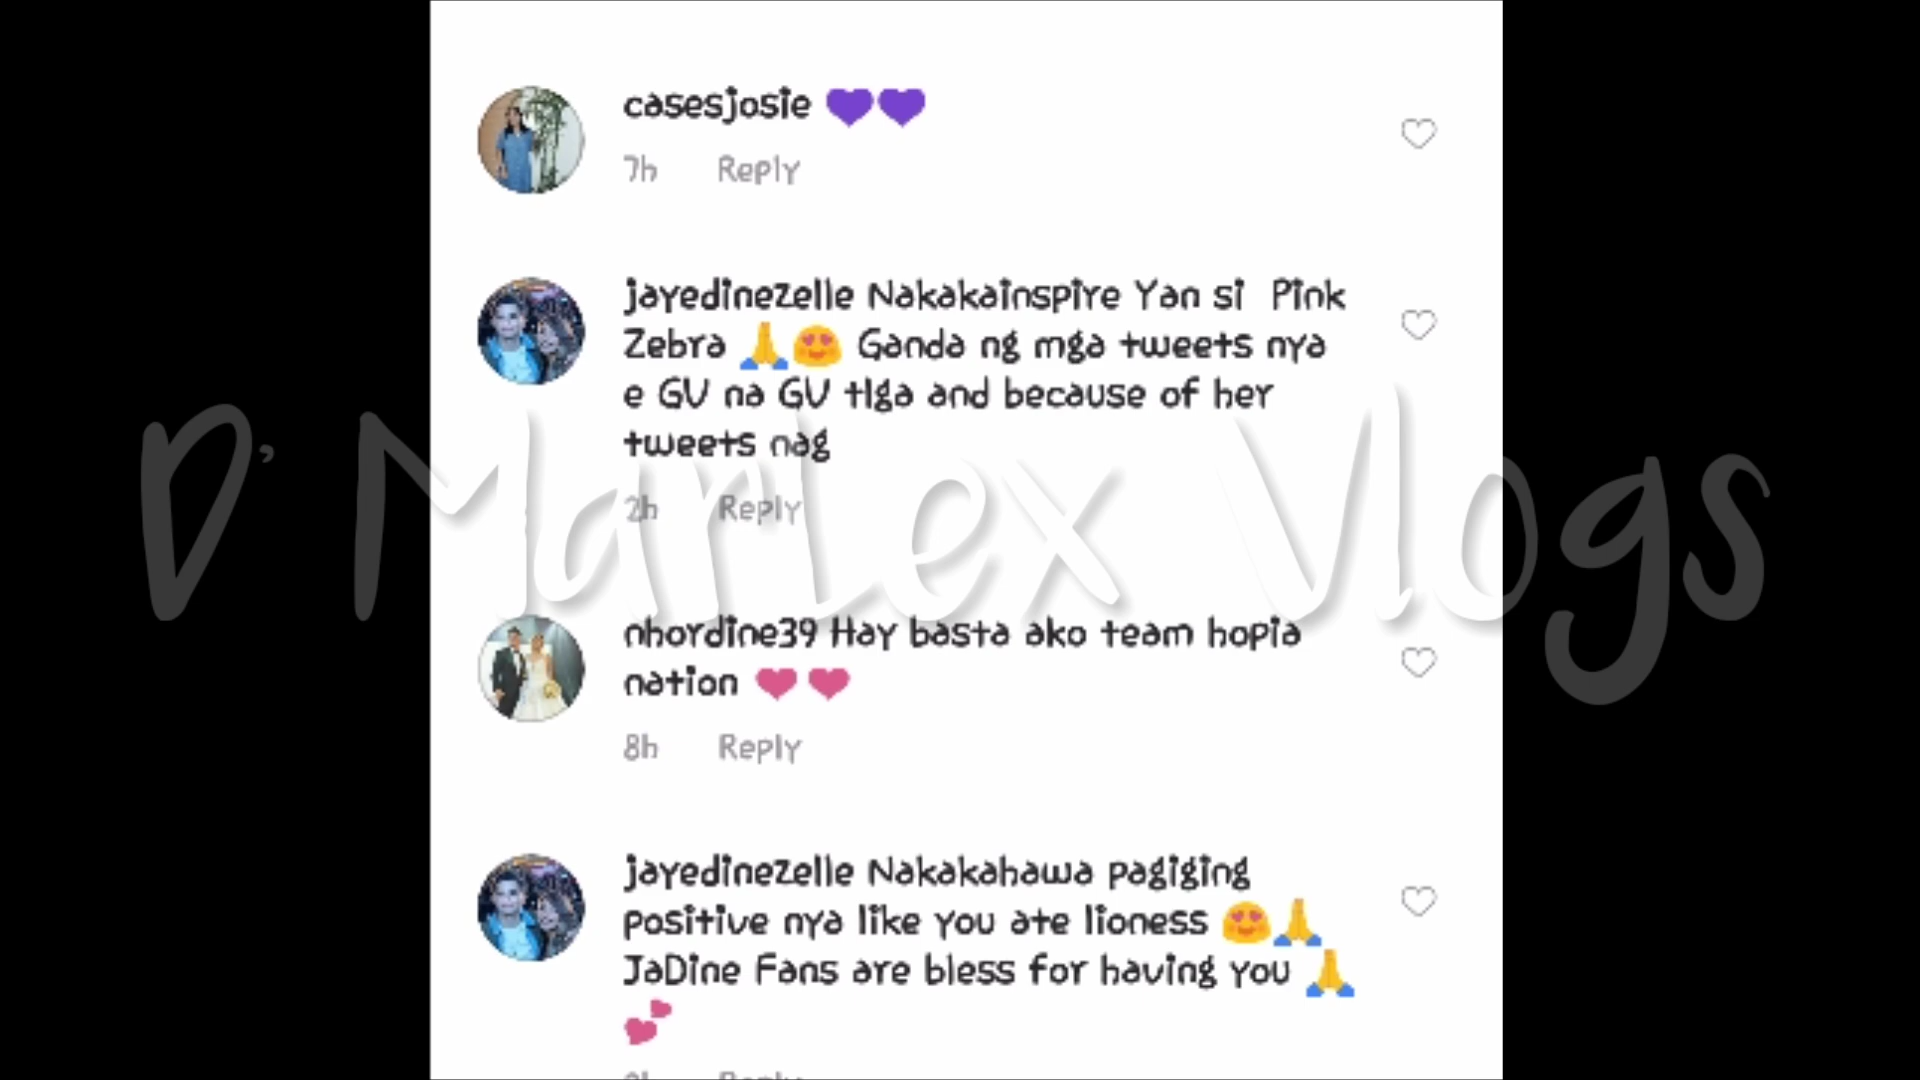 casesjosie 💜💜
7h Reply
jayedinezelle Nakakainspire Yan si Pink
Zebra 🙏😍 Ganda ng mga tweets nya
e GV na GV tlga and because of her
tweets nag
2h Reply
D' MarLex Vlogs
nhordine39 Hay basta ako team hopia
nation ❤❤
8h Reply
jayedinezelle Nakakahawa pagiging
positive nya like you ate lioness 😍🙏
JaDine Fans are bless for having you 🙏
💕